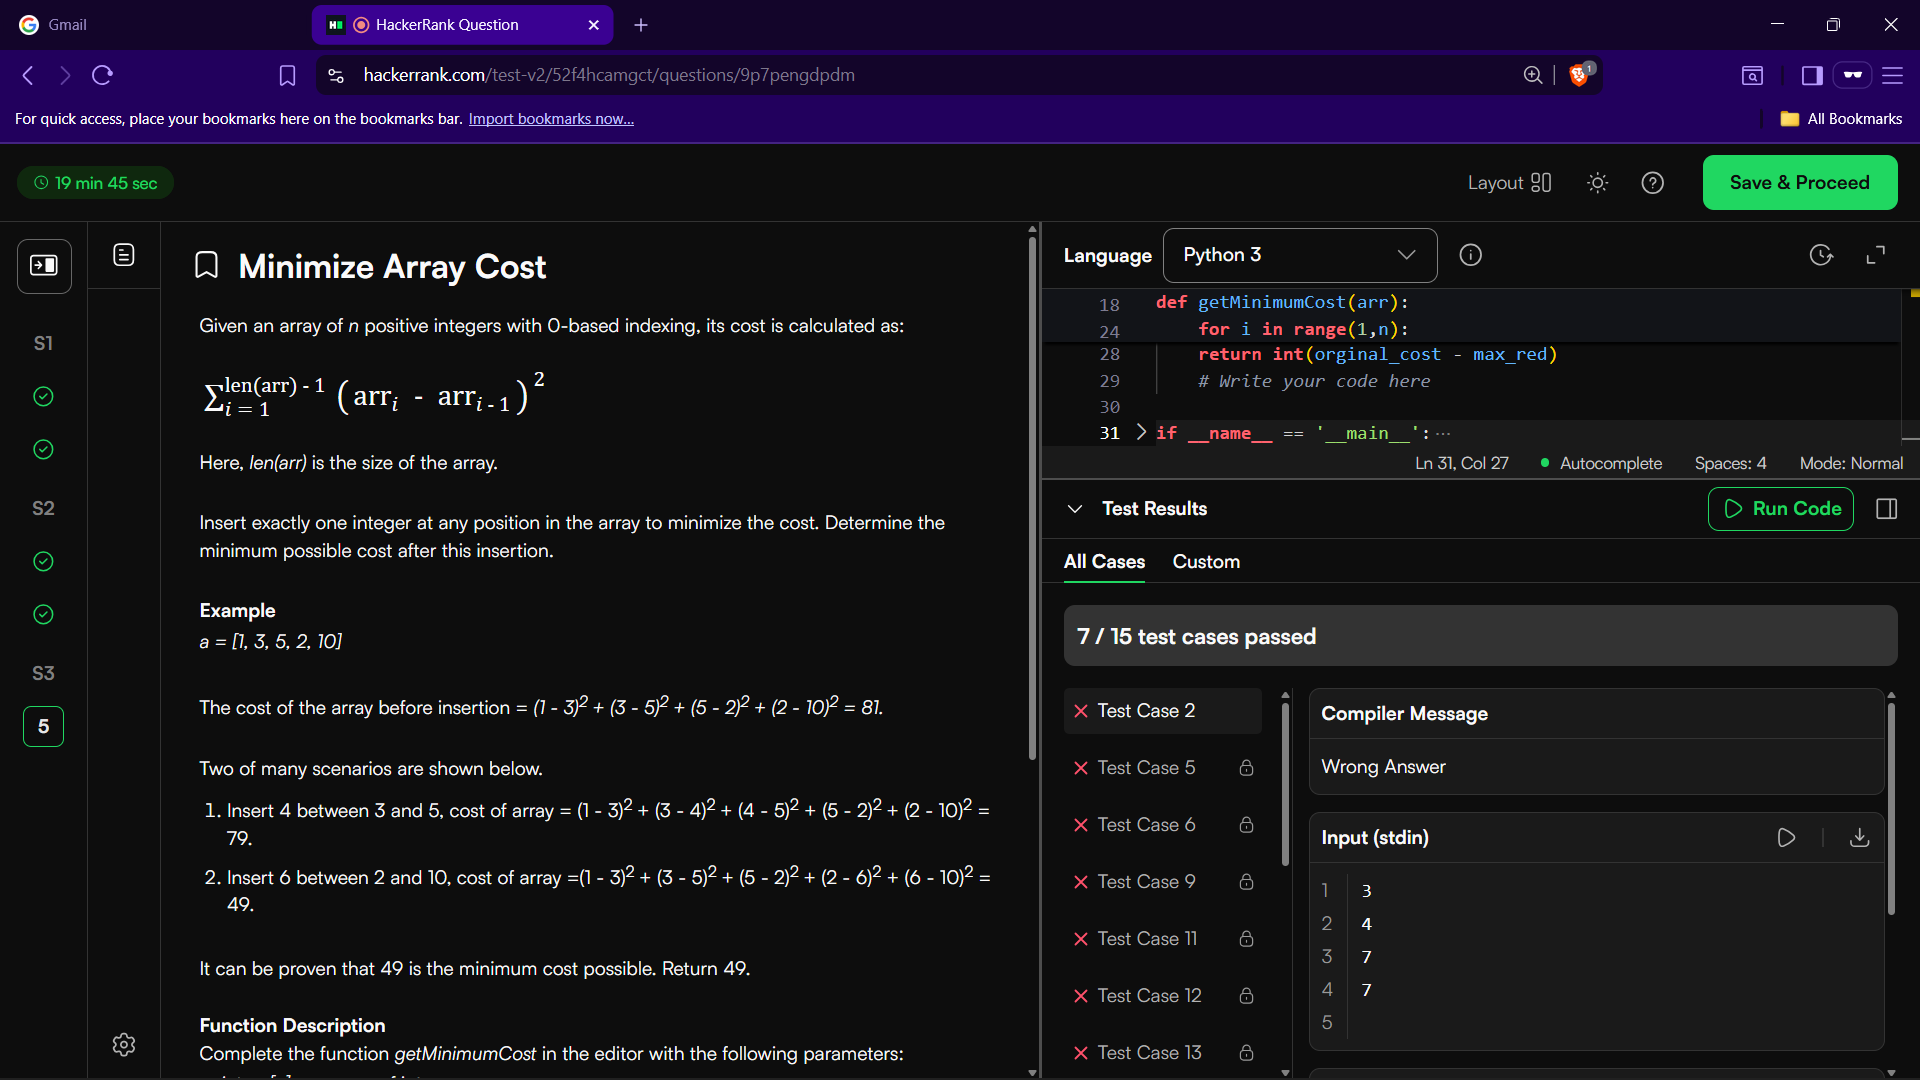 Gmail
HackerRank Question
hackerrank.com/test-v2/52f4hcamgct/questions/9p7pengdpdm
1
For quick access, place your bookmarks here on the bookmarks bar. Import bookmarks now...
All Bookmarks
19 min 45 sec
Layout
Save & Proceed
S1
S2
S3
5
Minimize Array Cost
Given an array of n positive integers with 0-based indexing, its cost is calculated as:
∑_{i = 1}^{len(arr) - 1} (arr_i - arr_{i - 1})^2
Here, len(arr) is the size of the array.
Insert exactly one integer at any position in the array to minimize the cost. Determine the
minimum possible cost after this insertion.
Example
a = [1, 3, 5, 2, 10]
The cost of the array before insertion = (1 - 3)² + (3 - 5)² + (5 - 2)² + (2 - 10)² = 81.
Two of many scenarios are shown below.
1. Insert 4 between 3 and 5, cost of array = (1 - 3)² + (3 - 4)² + (4 - 5)² + (5 - 2)² + (2 - 10)² =
79.
2. Insert 6 between 2 and 10, cost of array =(1 - 3)² + (3 - 5)² + (5 - 2)² + (2 - 6)² + (6 - 10)² =
49.
It can be proven that 49 is the minimum cost possible. Return 49.
Function Description
Complete the function getMinimumCost in the editor with the following parameters:
Language
Python 3
18 def getMinimumCost(arr):
24 for i in range(1,n):
28 return int(orginal_cost - max_red)
29 # Write your code here
30
31 if __name__ == '__main__':···
Ln 31, Col 27
Autocomplete
Spaces: 4
Mode: Normal
Test Results
Run Code
All Cases
Custom
7 / 15 test cases passed
Test Case 2
Test Case 5
Test Case 6
Test Case 9
Test Case 11
Test Case 12
Test Case 13
Compiler Message
Wrong Answer
Input (stdin)
1 3
2 4
3 7
4 7
5